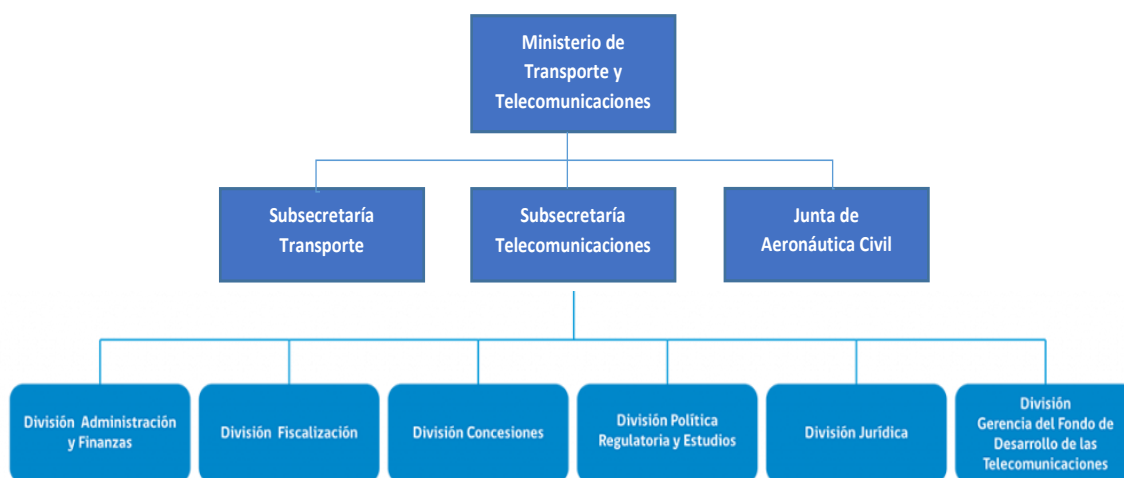 Ministerio de
Transporte y
Telecomunicaciones
Subsecretaría
Transporte
Subsecretaría
Telecomunicaciones
Junta de
Aeronáutica Civil
División Administración
y Finanzas
División Fiscalización
División Concesiones
División Política
Regulatoria y Estudios
División Jurídica
División
Gerencia del Fondo de
Desarrollo de las
Telecomunicaciones